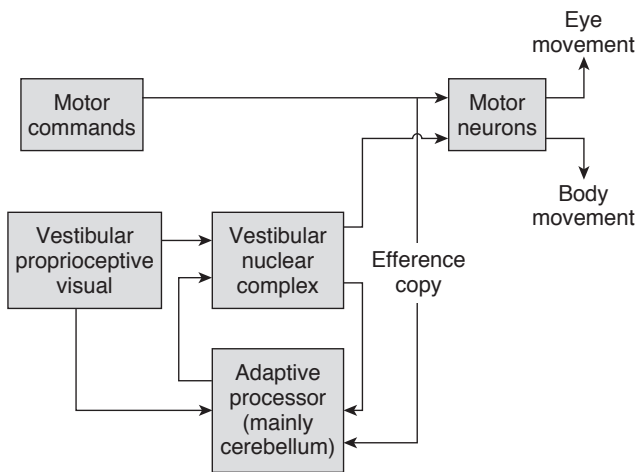 Eye
movement
Motor
commands
Motor
neurons
Body
movement
Vestibular
proprioceptive
visual
Vestibular
nuclear
complex
Efference
copy
Adaptive
processor
(mainly
cerebellum)